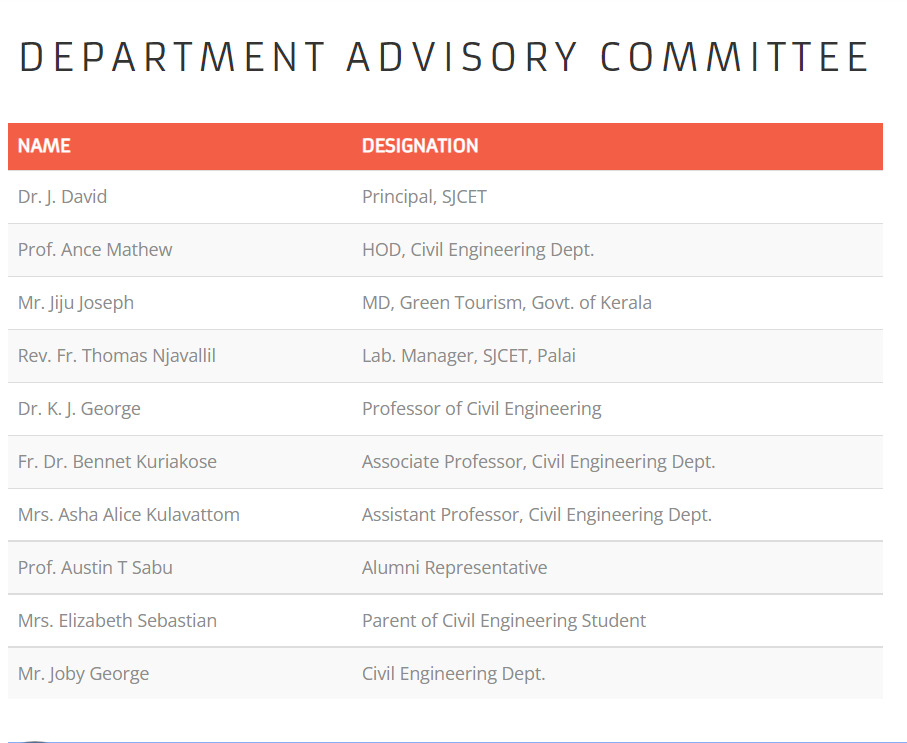 DEPARTMENT ADVISORY COMMITTEE
NAME DESIGNATION
Dr. J. David Principal, SJCET
Prof. Ance Mathew HOD, Civil Engineering Dept.
Mr. Jiju Joseph MD, Green Tourism, Govt. of Kerala
Rev. Fr. Thomas Njavallil Lab. Manager, SJCET, Palai
Dr. K. J. George Professor of Civil Engineering
Fr. Dr. Bennet Kuriakose Associate Professor, Civil Engineering Dept.
Mrs. Asha Alice Kulavattom Assistant Professor, Civil Engineering Dept.
Prof. Austin T Sabu Alumni Representative
Mrs. Elizabeth Sebastian Parent of Civil Engineering Student
Mr. Joby George Civil Engineering Dept.